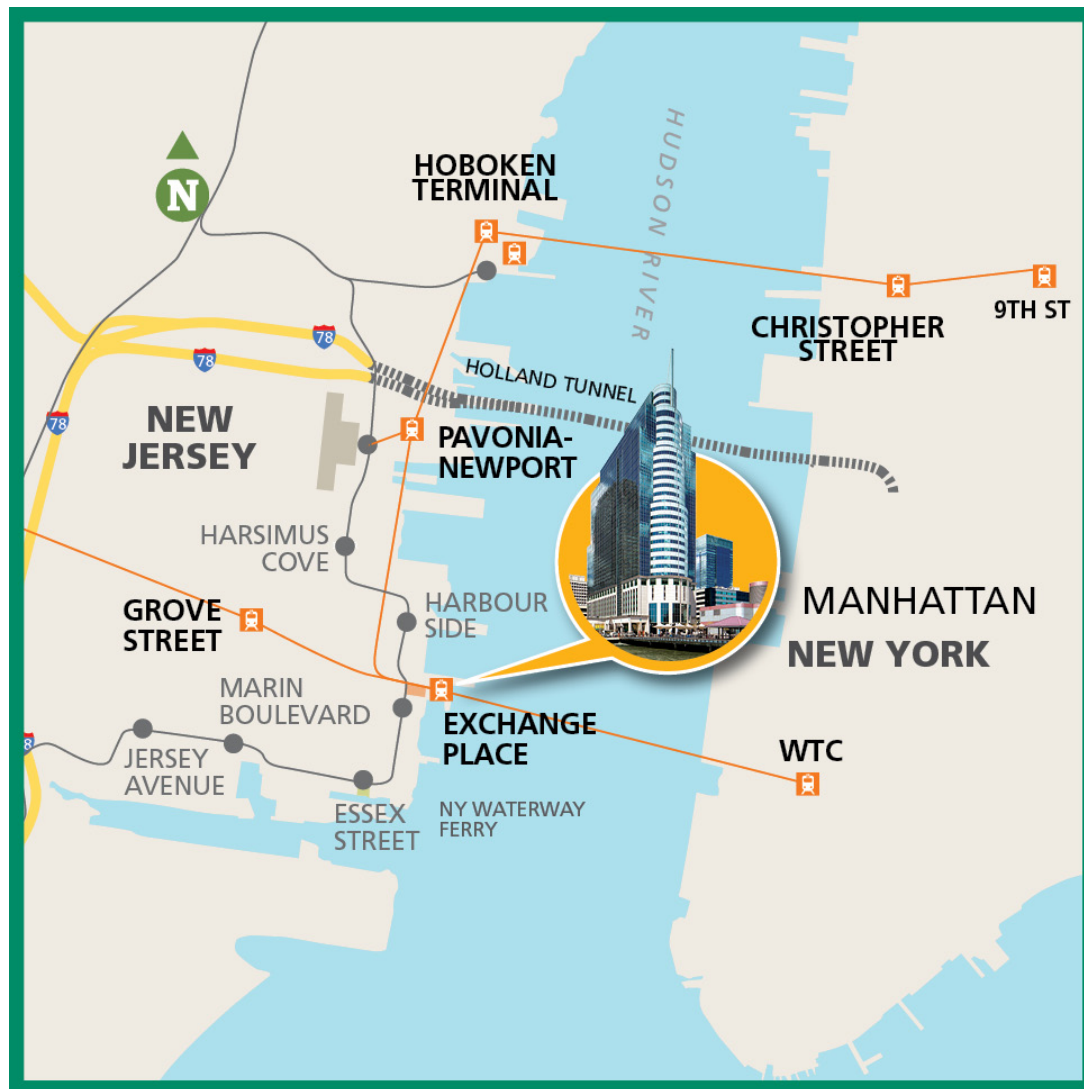 HUDSON RIVER
HOBOKEN
TERMINAL
N
9TH ST
CHRISTOPHER
STREET
78
78
78
HOLLAND TUNNEL
NEW
JERSEY
PAVONIA-
NEWPORT
HARSIMUS
COVE
GROVE
STREET
HARBOUR
SIDE
MANHATTAN
NEW YORK
MARIN
BOULEVARD
EXCHANGE
PLACE
WTC
78
JERSEY
AVENUE
ESSEX
STREET
NY WATERWAY
FERRY